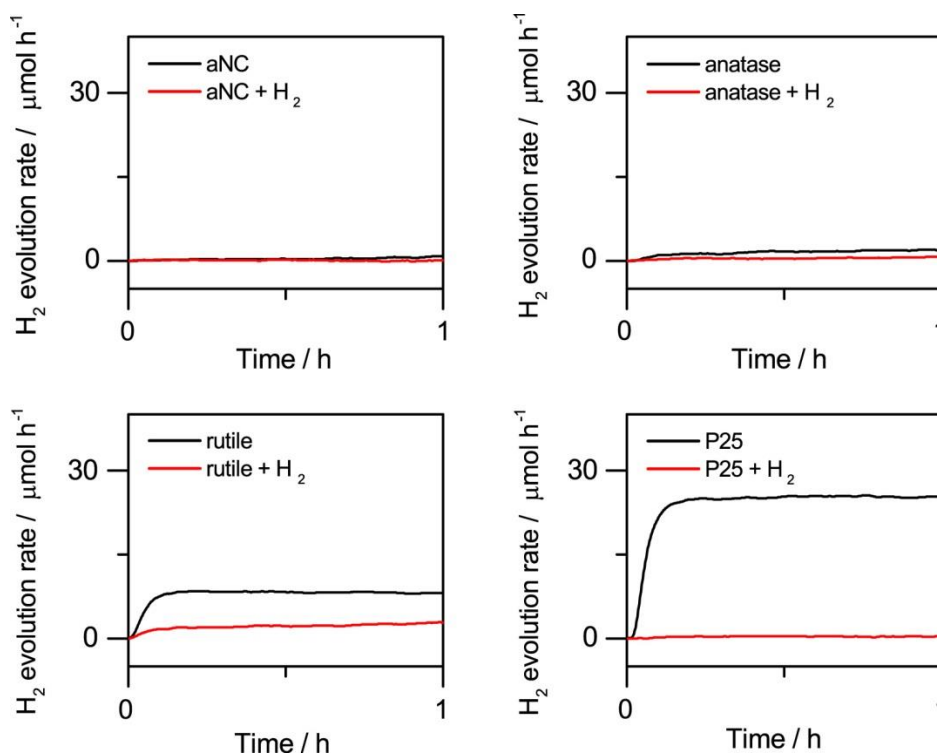 H₂ evolution rate / μmol h⁻¹
30
0
aNC
aNC + H₂
0
1
Time / h
H₂ evolution rate / μmol h⁻¹
30
0
anatase
anatase + H₂
0
1
Time / h
H₂ evolution rate / μmol h⁻¹
30
0
rutile
rutile + H₂
0
1
Time / h
H₂ evolution rate / μmol h⁻¹
30
0
P25
P25 + H₂
0
1
Time / h